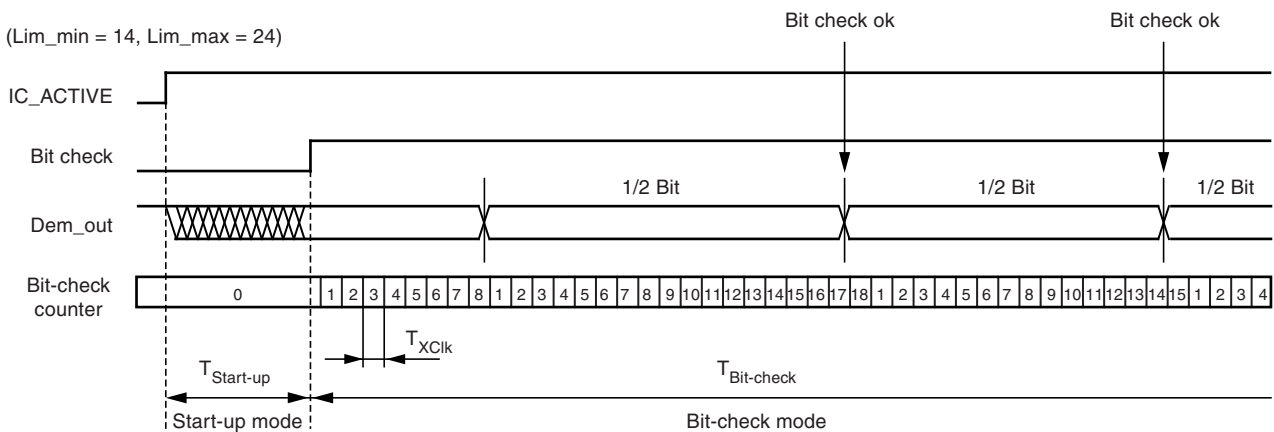 Bit check ok Bit check ok
(Lim_min = 14, Lim_max = 24)
IC_ACTIVE
Bit check
1/2 Bit 1/2 Bit 1/2 Bit
Dem_out
Bit-check
counter
0 1 2 3 4 5 6 7 8 1 2 3 4 5 6 7 8 9 10 11 12 13 14 15 16 17 18 1 2 3 4 5 6 7 8 9 10 11 12 13 14 15 1 2 3 4
TXClk
TStart-up TBit-check
Start-up mode Bit-check mode